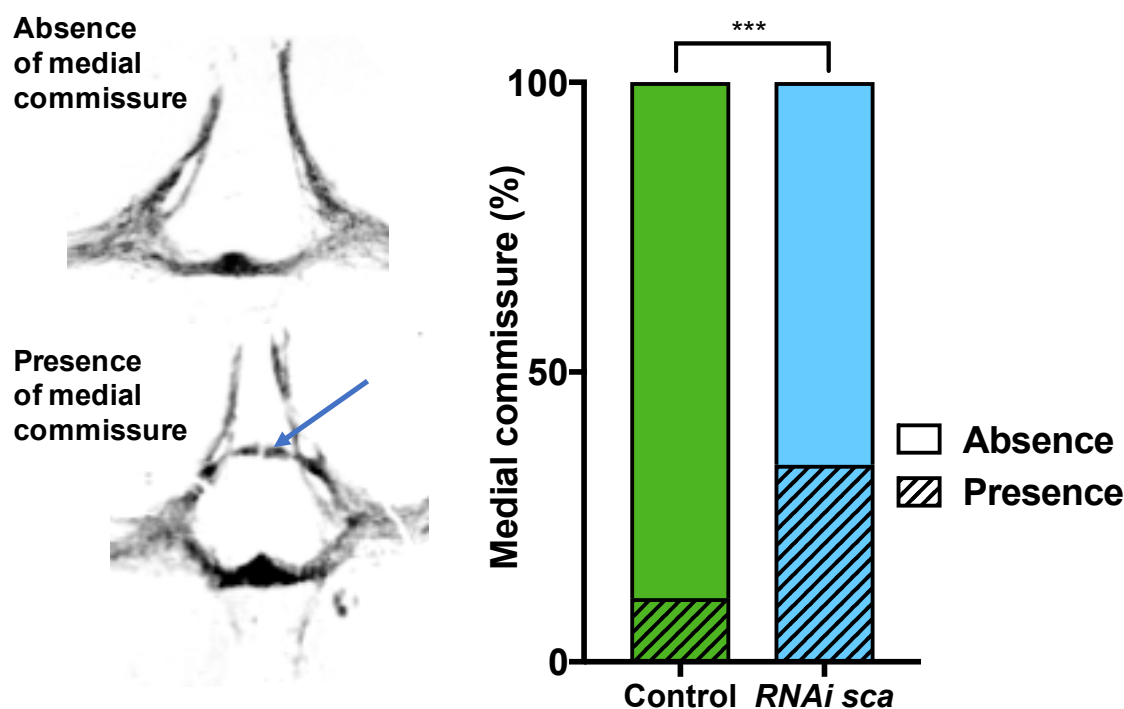 Absence
of medial
commissure
Presence
of medial
commissure
***
Medial commissure (%)
100
50
0
Control
RNAi sca
Absence
Presence